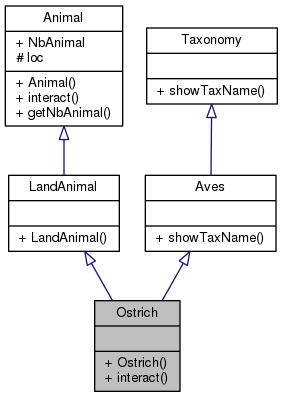 Animal
+ NbAnimal
# loc
+ Animal()
+ interact()
+ getNbAnimal()
Taxonomy
+ showTaxName()
LandAnimal
+ LandAnimal()
Aves
+ showTaxName()
Ostrich
+ Ostrich()
+ interact()